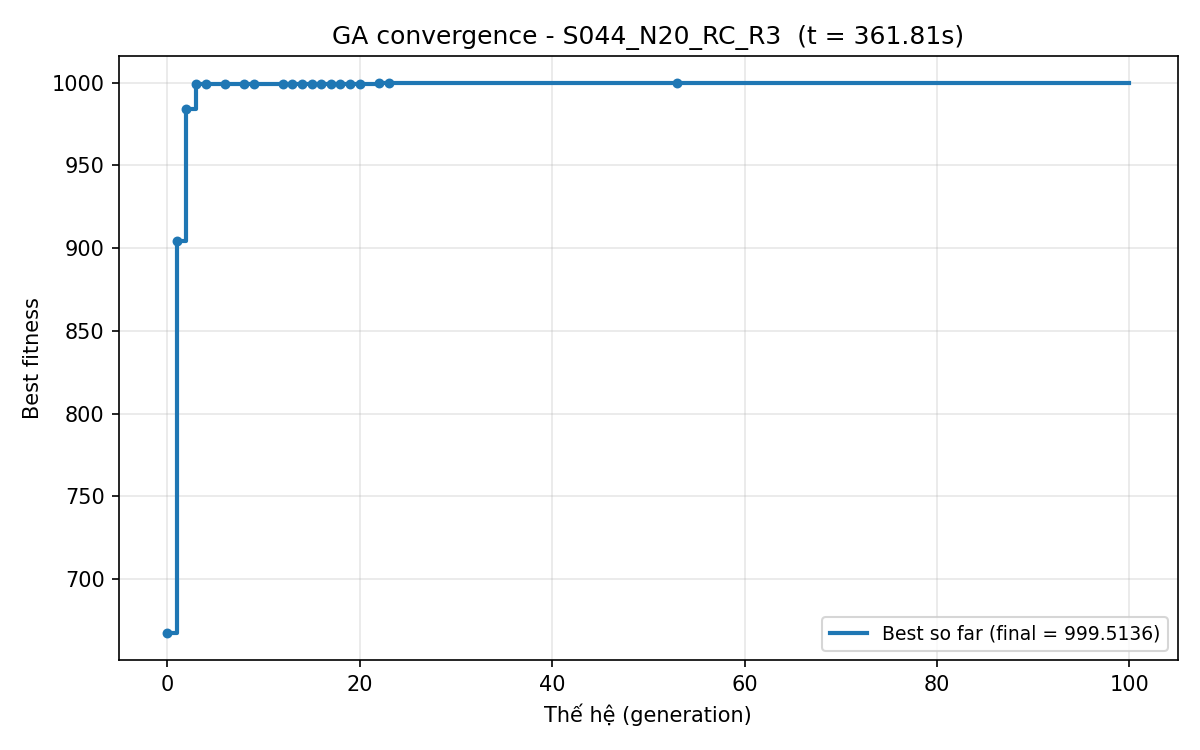 GA convergence - S044_N20_RC_R3  (t = 361.81s)
Best fitness
1000
950
900
850
800
750
700
0 20 40 60 80 100
Thế hệ (generation)
Best so far (final = 999.5136)